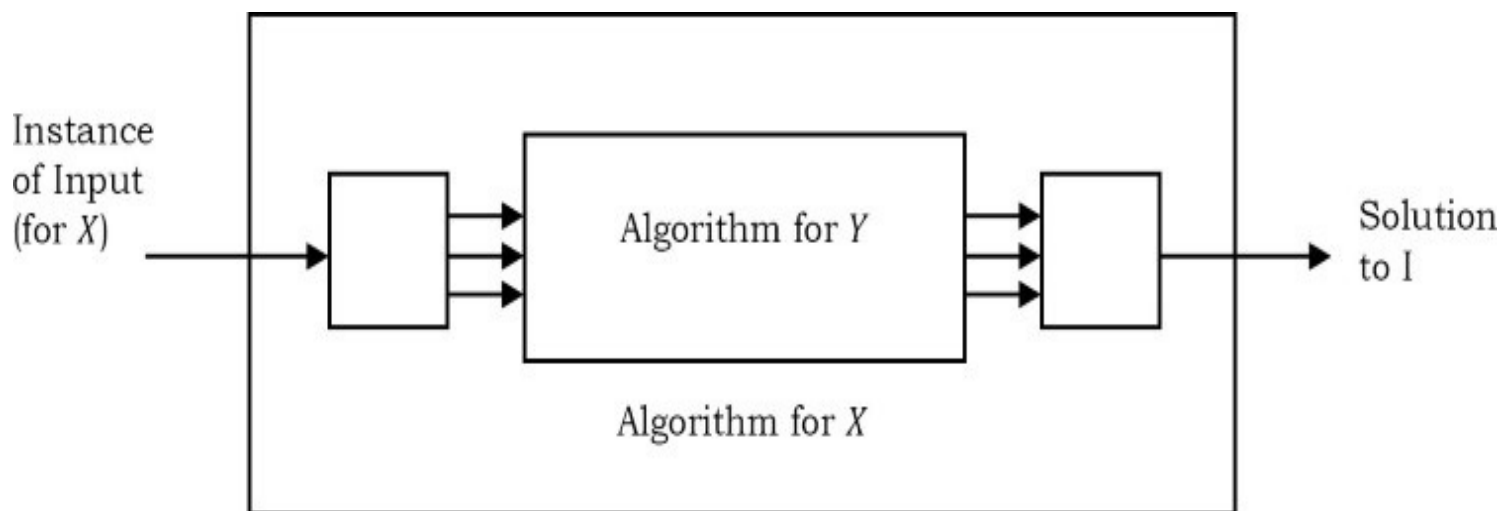 Instance
of Input
(for X)
Algorithm for Y
Algorithm for X
Solution
to I